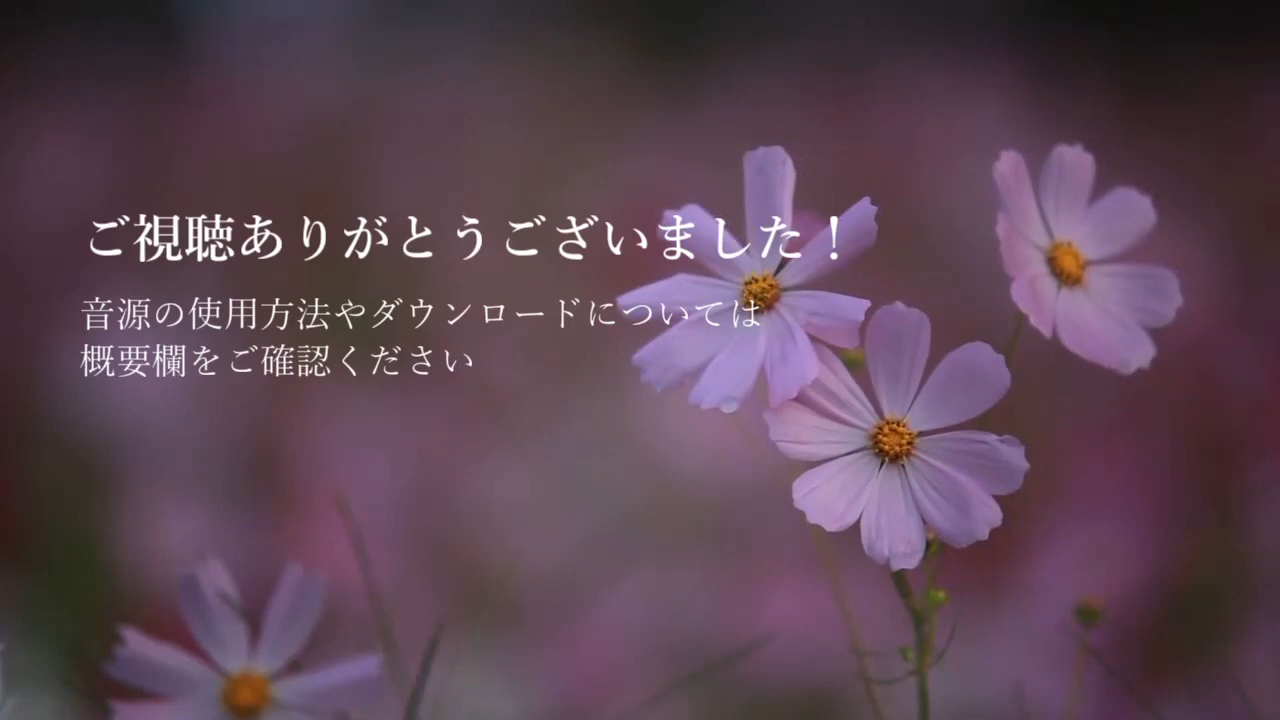 ご視聴ありがとうございました！
音源の使用方法やダウンロードについては
概要欄をご確認ください